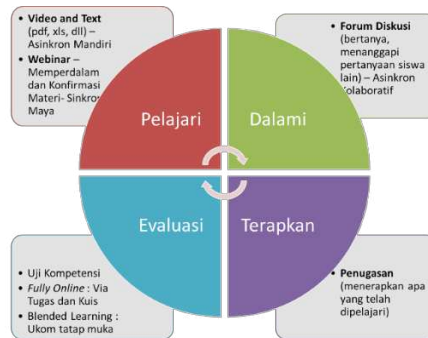 • Video and Text
(pdf, xls, dll) –
Asinkron Mandiri
• Webinar –
Memperdalam
dan Konfirmasi
Materi- Sinkron
Maya
• Forum Diskusi
(bertanya,
menanggapi
pertanyaan siswa
lain) – Asinkron
Kolaboratif
Pelajari
Dalami
Evaluasi
Terapkan
• Uji Kompetensi
• Fully Online : Via
Tugas dan Kuis
• Blended Learning :
Ukom tatap muka
• Penugasan
(menerapkan apa
yang telah
dipelajari)